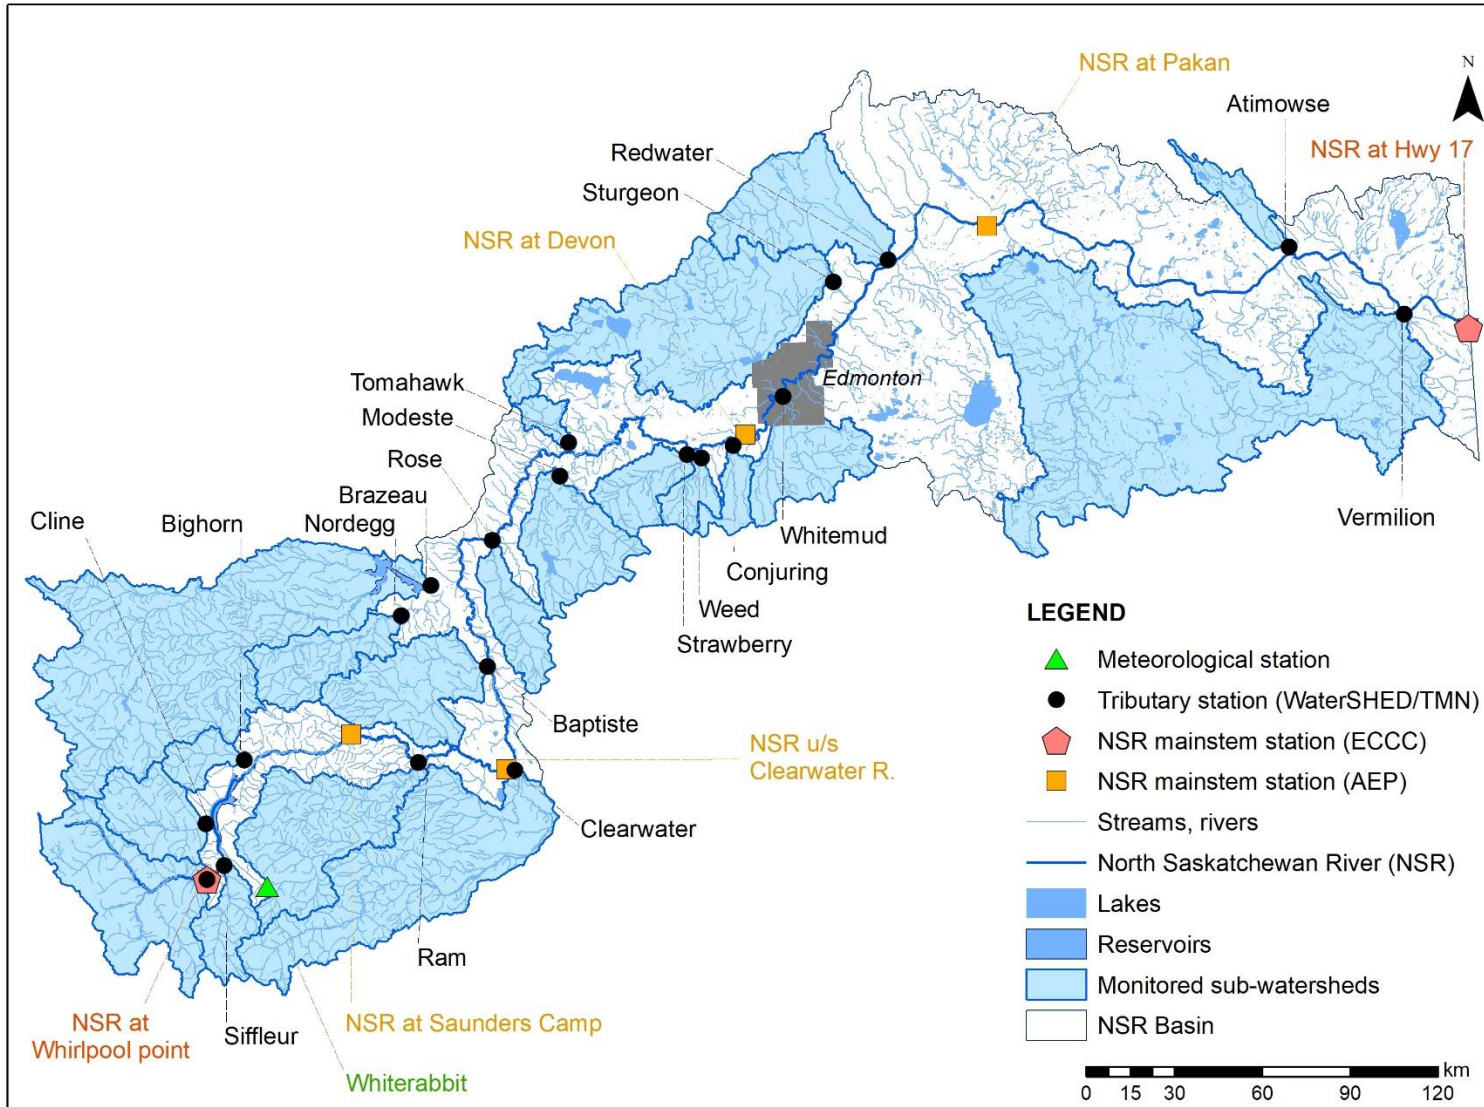 NSR at Pakan
N
Atimowse
Redwater
NSR at Hwy 17
Sturgeon
NSR at Devon
Edmonton
Tomahawk
Modeste
Rose
Brazeau
Nordegg
Cline
Bighorn
Whitemud
Vermilion
Conjuring
Weed
Strawberry
Baptiste
NSR u/s
Clearwater R.
Clearwater
Ram
NSR at
Whirlpool point
Siffleur
NSR at Saunders Camp
Whiterabbit
LEGEND
Meteorological station
Tributary station (WaterSHED/TMN)
NSR mainstem station (ECCC)
NSR mainstem station (AEP)
Streams, rivers
North Saskatchewan River (NSR)
Lakes
Reservoirs
Monitored sub-watersheds
NSR Basin
km
0 15 30 60 90 120